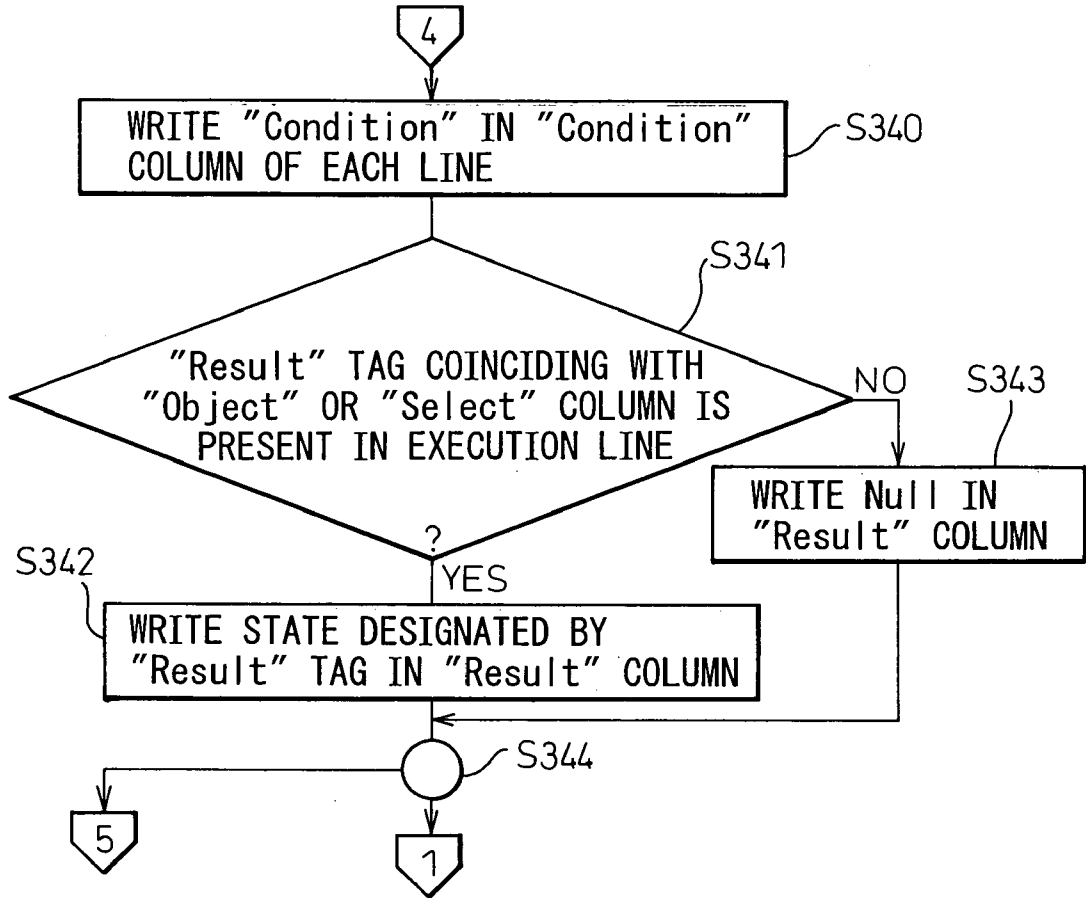 4
WRITE "Condition" IN "Condition"
COLUMN OF EACH LINE
S340
S341
"Result" TAG COINCIDING WITH
"Object" OR "Select" COLUMN IS
PRESENT IN EXECUTION LINE
?
NO
S343
WRITE Null IN
"Result" COLUMN
YES
S342
WRITE STATE DESIGNATED BY
"Result" TAG IN "Result" COLUMN
S344
5
1